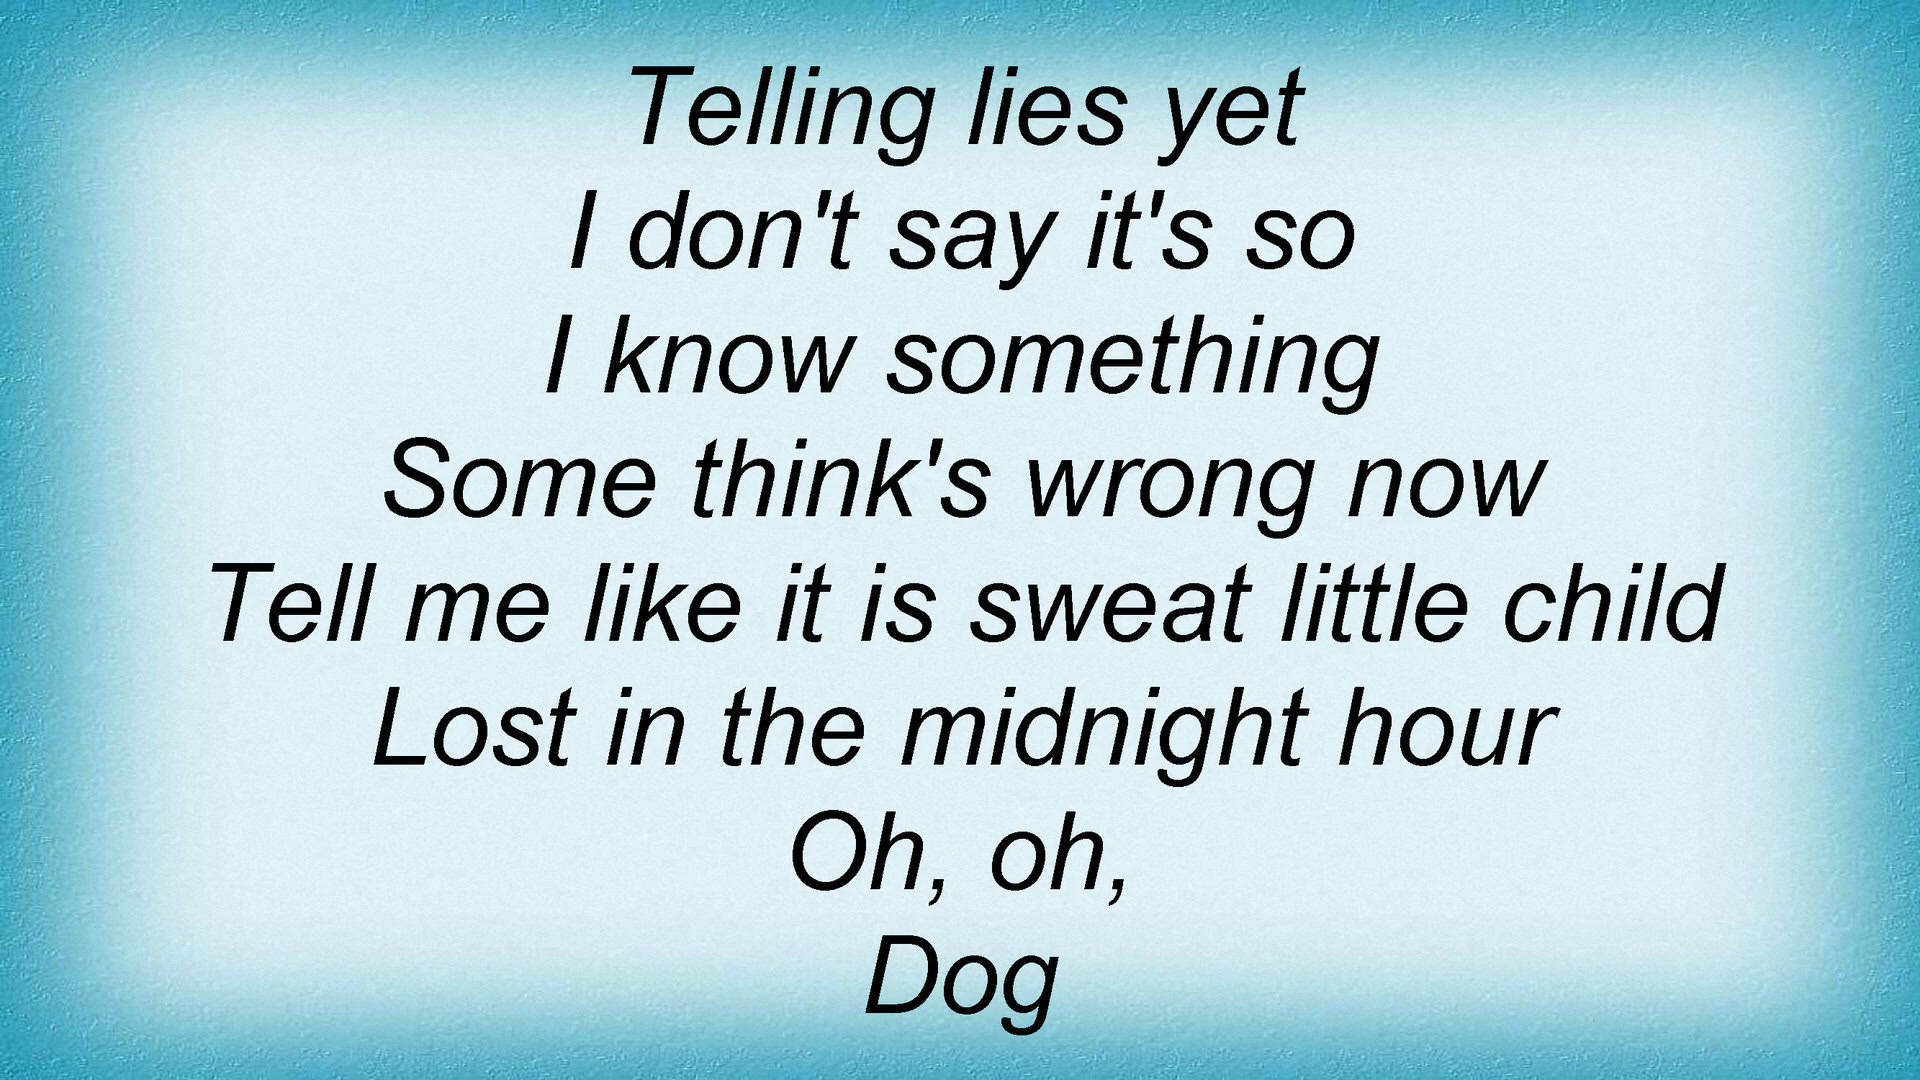 Telling lies yet
I don't say it's so
I know something
Some think's wrong now
Tell me like it is sweat little child
Lost in the midnight hour
Oh, oh,
Dog